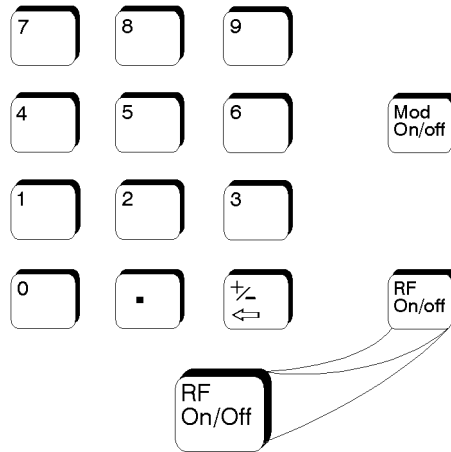 7 8 9
4 5 6 Mod
On/off
1 2 3
0 . +/- RF
⇦ On/off
RF
On/Off